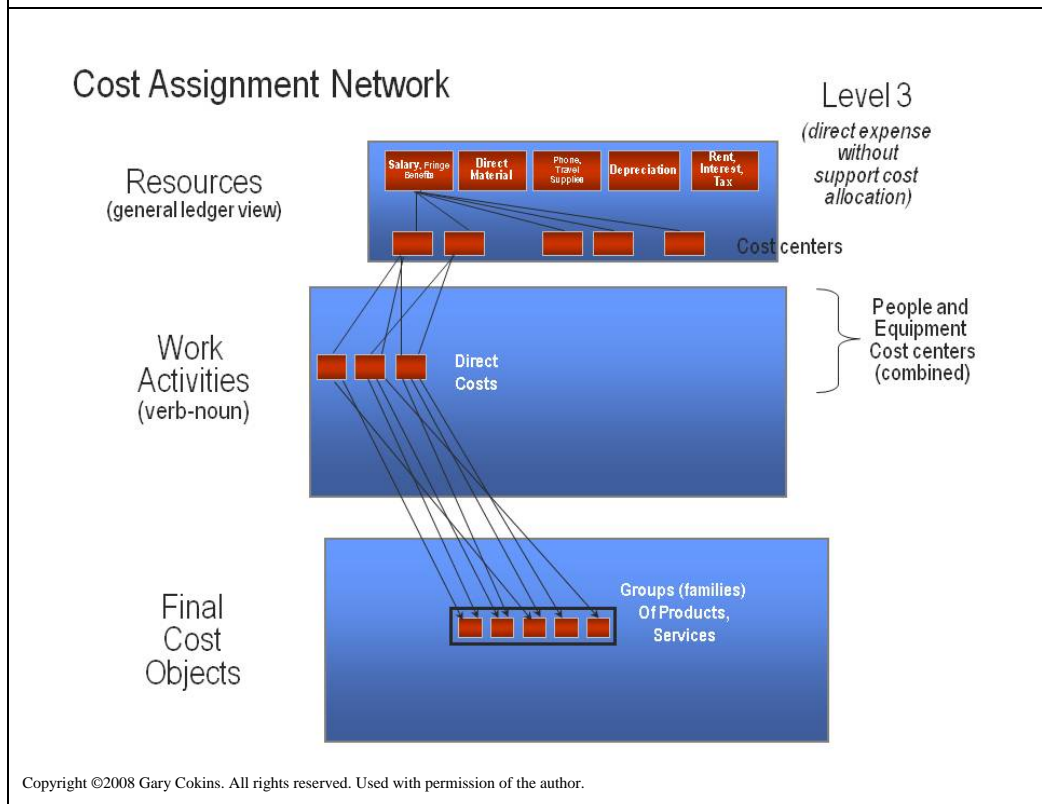 Cost Assignment Network
Level 3
(direct expense
without
support cost
allocation)
Resources
(general ledger view)
Salary, Fringe
Benefits
Direct
Material
Phone,
Travel
Supplies
Depreciation
Rent,
Interest,
Tax
Cost centers
Work
Activities
(verb-noun)
Direct
Costs
People and
Equipment
Cost centers
(combined)
Final
Cost
Objects
Groups (families)
Of Products,
Services
Copyright ©2008 Gary Cokins. All rights reserved. Used with permission of the author.